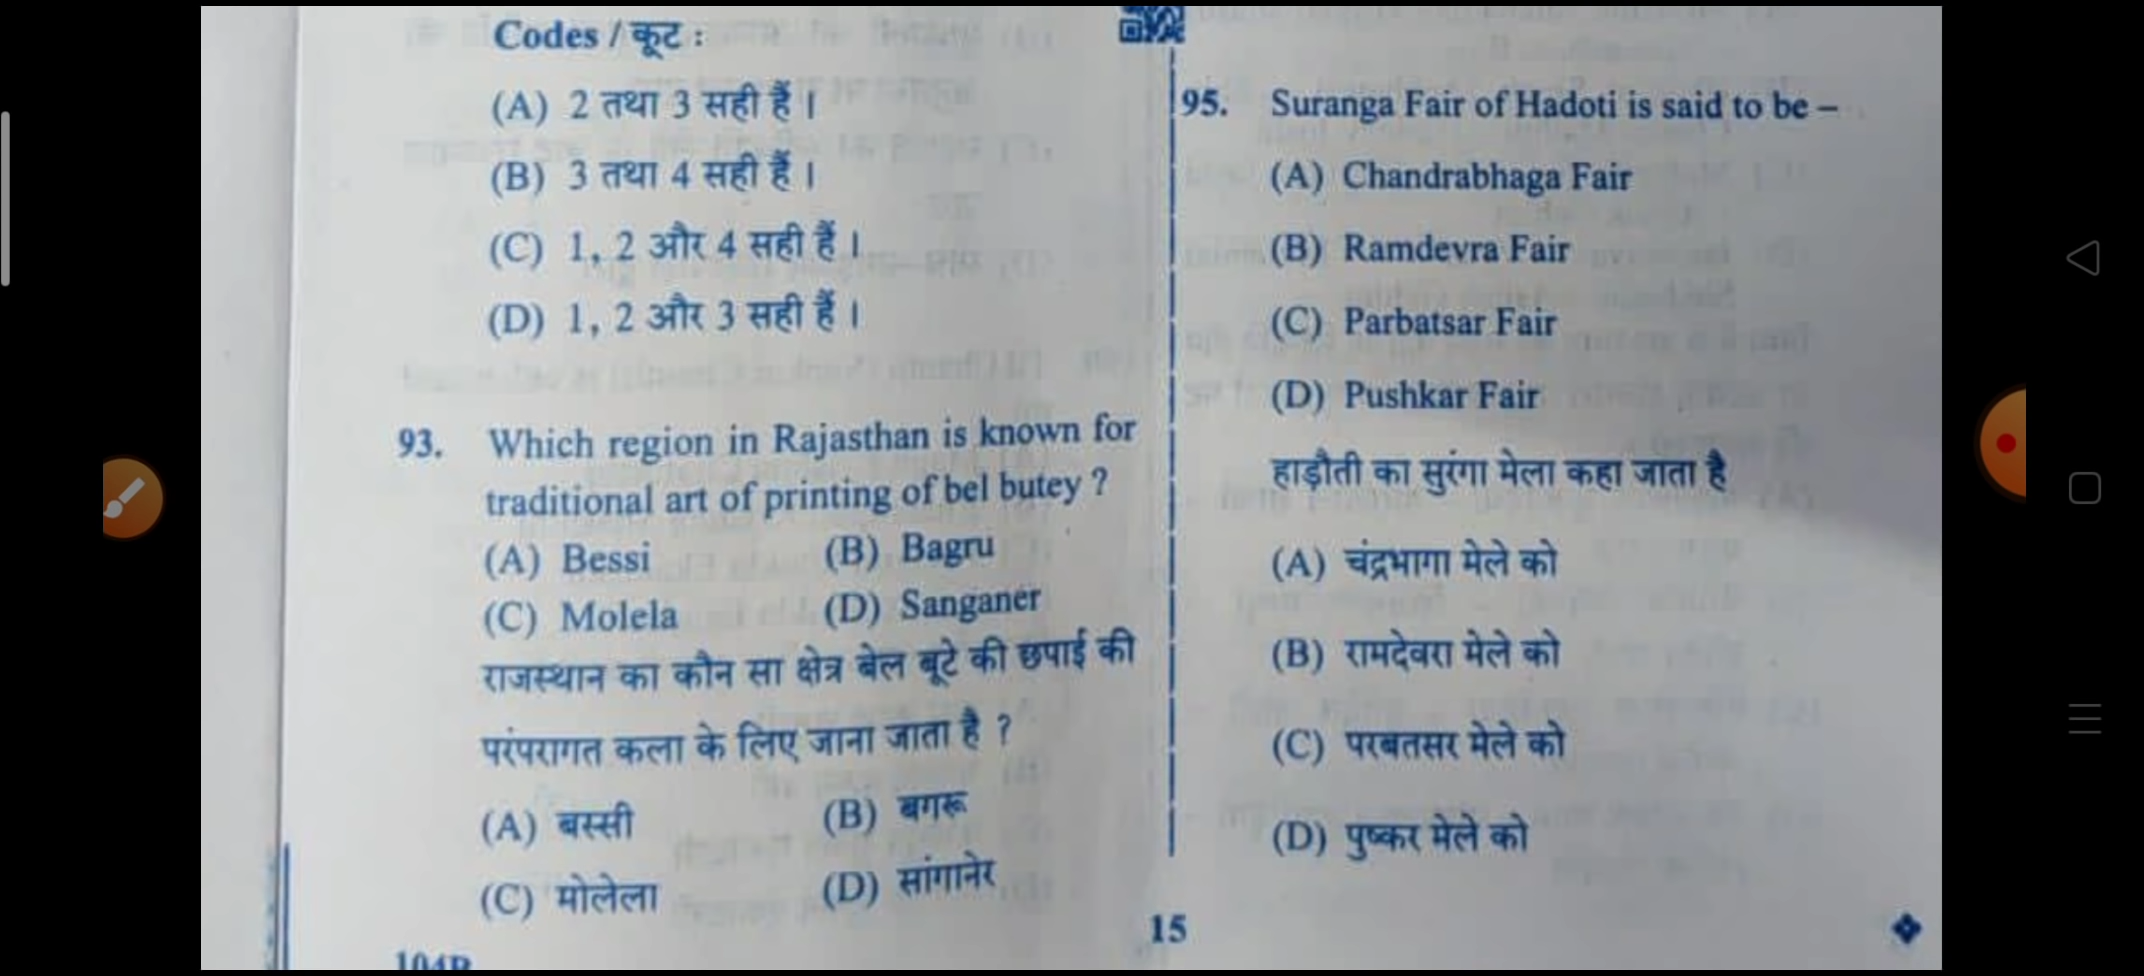 Codes / कूट :
(A) 2 तथा 3 सही हैं ।
(B) 3 तथा 4 सही हैं ।
(C) 1, 2 और 4 सही हैं ।
(D) 1, 2 और 3 सही हैं ।
93. Which region in Rajasthan is known for
traditional art of printing of bel butey ?
(A) Bessi (B) Bagru
(C) Molela (D) Sanganer
राजस्थान का कौन सा क्षेत्र बेल बूटे की छपाई की
परंपरागत कला के लिए जाना जाता है ?
(A) बस्सी (B) बगरू
(C) मोलेला (D) सांगानेर
95. Suranga Fair of Hadoti is said to be –
(A) Chandrabhaga Fair
(B) Ramdevra Fair
(C) Parbatsar Fair
(D) Pushkar Fair
हाड़ौती का सुरंगा मेला कहा जाता है
(A) चंद्रभागा मेले को
(B) रामदेवरा मेले को
(C) परबतसर मेले को
(D) पुष्कर मेले को
15